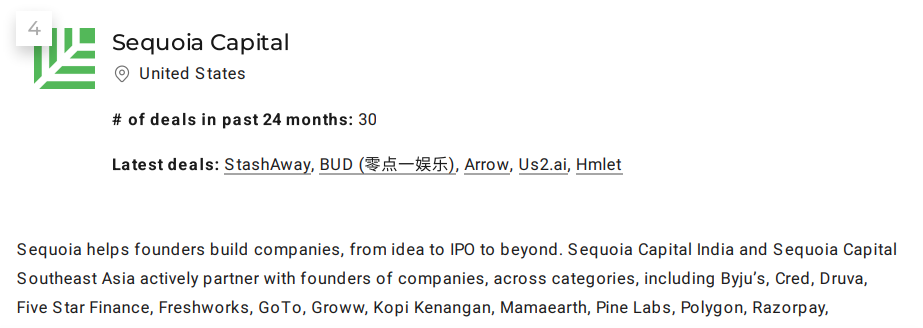 4
Sequoia Capital
United States
# of deals in past 24 months: 30
Latest deals: StashAway, BUD (零点一娱乐), Arrow, Us2.ai, Hmlet
Sequoia helps founders build companies, from idea to IPO to beyond. Sequoia Capital India and Sequoia Capital
Southeast Asia actively partner with founders of companies, across categories, including Byju’s, Cred, Druva,
Five Star Finance, Freshworks, GoTo, Groww, Kopi Kenangan, Mamaearth, Pine Labs, Polygon, Razorpay,